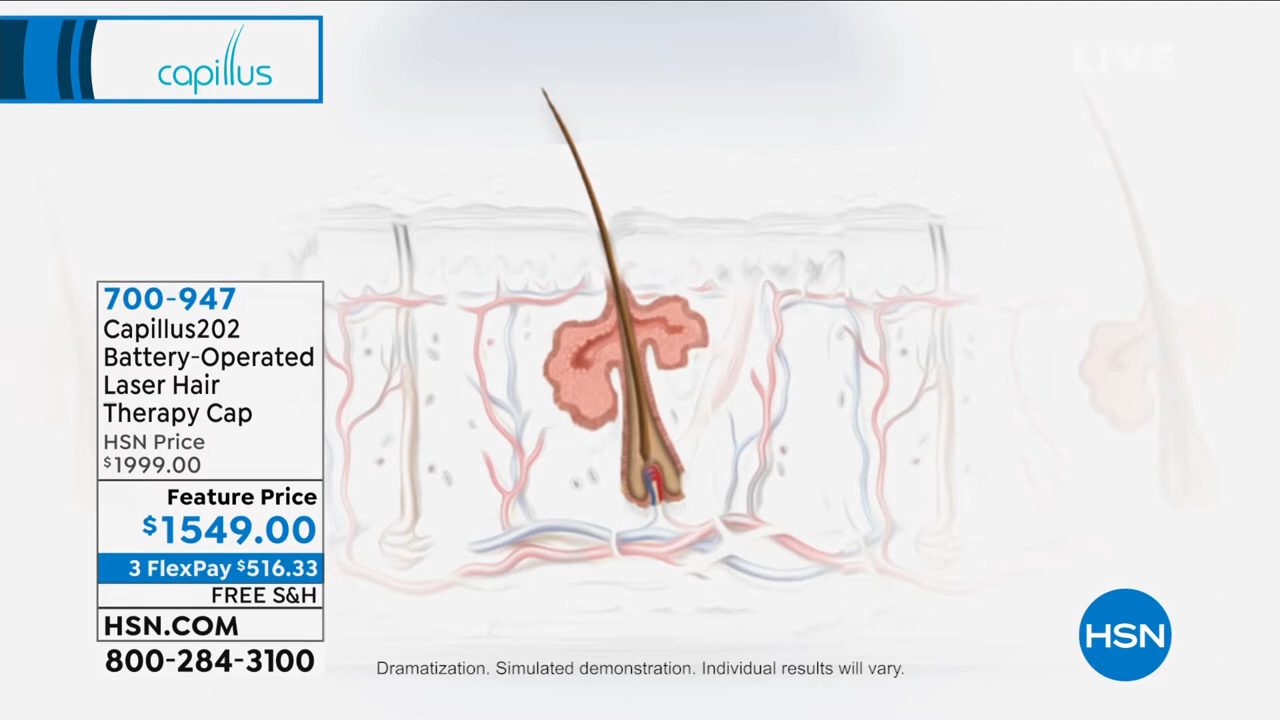 capillus
LIVE
700-947
Capillus202
Battery-Operated
Laser Hair
Therapy Cap
HSN Price
$1999.00
Feature Price
$1549.00
3 FlexPay $516.33
FREE S&H
HSN.COM
800-284-3100
Dramatization. Simulated demonstration. Individual results will vary.
HSN